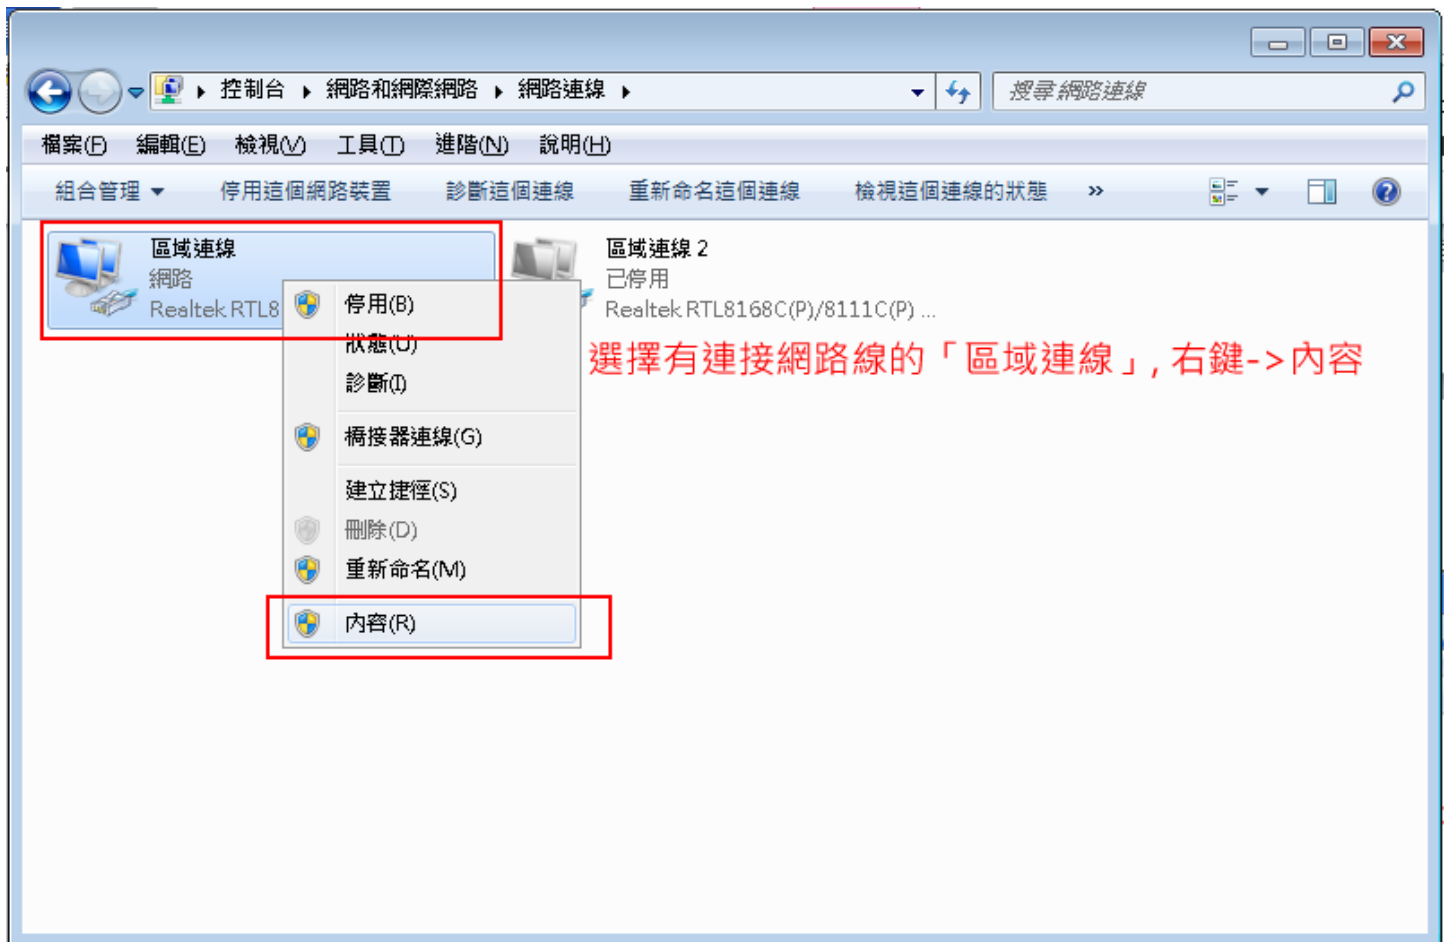 控制台 網路和網際網路 網路連線
搜尋 網路連線
檔案(F) 編輯(E) 檢視(V) 工具(T) 進階(N) 說明(H)
組合管理 停用這個網路裝置 診斷這個連線 重新命名這個連線 檢視這個連線的狀態 »
區域連線
網路
Realtek RTL8
區域連線 2
已停用
Realtek RTL8168C(P)/8111C(P) ...
停用(B)
狀態(U)
診斷(I)
橋接器連線(G)
建立捷徑(S)
刪除(D)
重新命名(M)
內容(R)
選擇有連接網路線的「區域連線」, 右鍵->內容